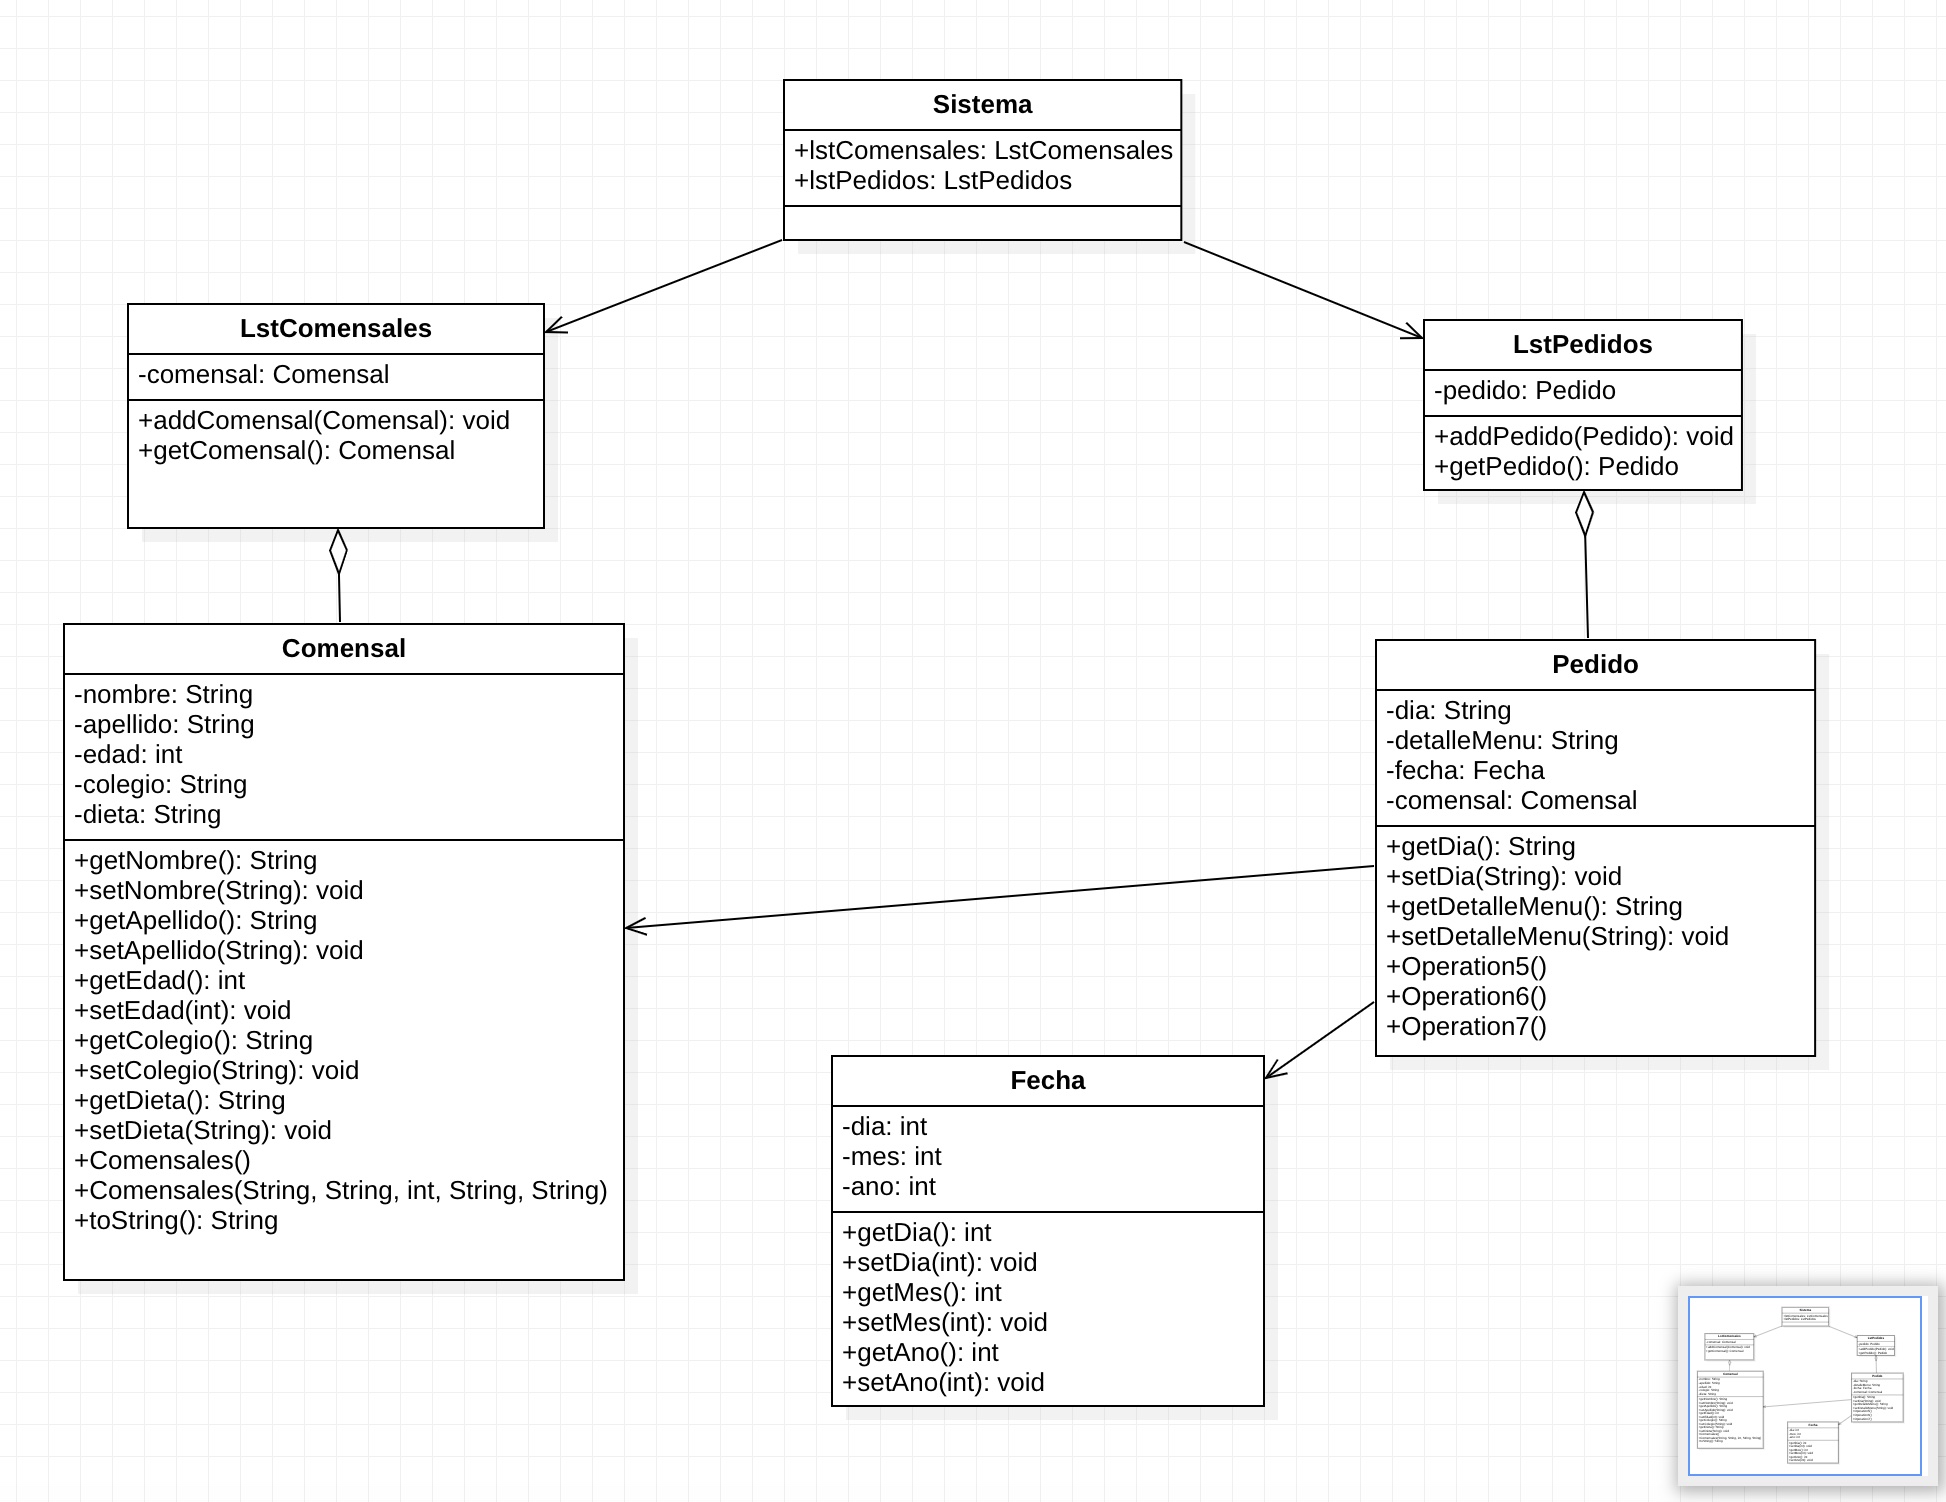 Sistema
+lstComensales: LstComensales
+lstPedidos: LstPedidos
LstComensales
-comensal: Comensal
+addComensal(Comensal): void
+getComensal(): Comensal
LstPedidos
-pedido: Pedido
+addPedido(Pedido): void
+getPedido(): Pedido
Comensal
-nombre: String
-apellido: String
-edad: int
-colegio: String
-dieta: String
+getNombre(): String
+setNombre(String): void
+getApellido(): String
+setApellido(String): void
+getEdad(): int
+setEdad(int): void
+getColegio(): String
+setColegio(String): void
+getDieta(): String
+setDieta(String): void
+Comensales()
+Comensales(String, String, int, String, String)
+toString(): String
Pedido
-dia: String
-detalleMenu: String
-fecha: Fecha
-comensal: Comensal
+getDia(): String
+setDia(String): void
+getDetalleMenu(): String
+setDetalleMenu(String): void
+Operation5()
+Operation6()
+Operation7()
Fecha
-dia: int
-mes: int
-ano: int
+getDia(): int
+setDia(int): void
+getMes(): int
+setMes(int): void
+getAno(): int
+setAno(int): void